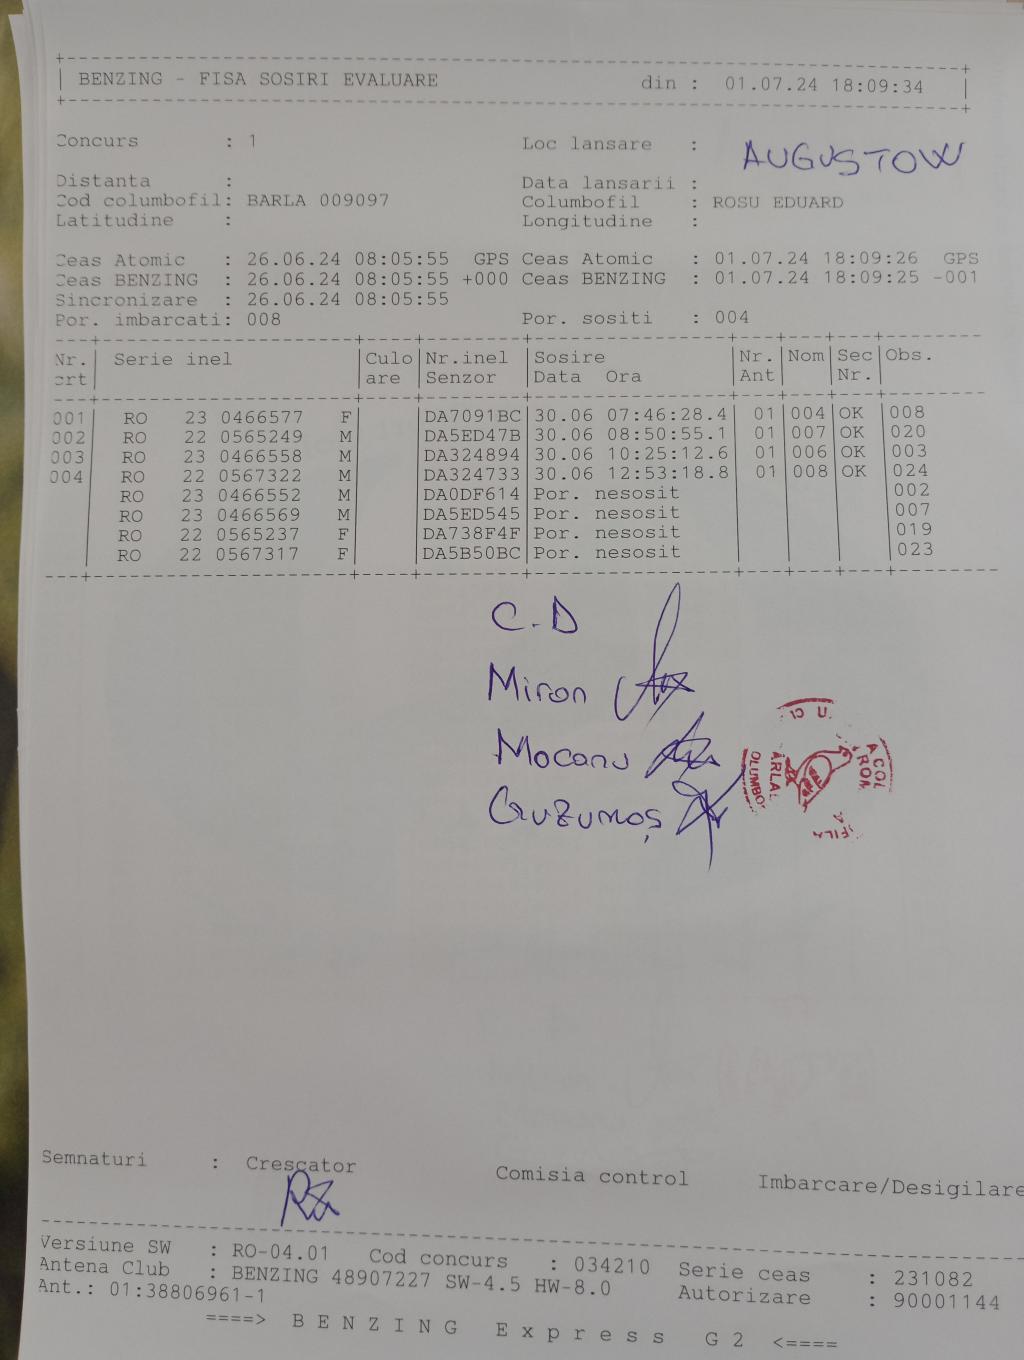 BENZING - FISA SOSIRI EVALUARE din : 01.07.24 18:09:34
Concurs : 1 Loc lansare : AUGUSTOW
Distanta : Data lansarii :
Cod columbofil: BARLA 009097 Columbofil : ROSU EDUARD
Latitudine : Longitudine :
Ceas Atomic : 26.06.24 08:05:55 GPS Ceas Atomic : 01.07.24 18:09:26 GPS
Ceas BENZING : 26.06.24 08:05:55 +000 Ceas BENZING : 01.07.24 18:09:25 -001
Sincronizare : 26.06.24 08:05:55
Por. imbarcati: 008 Por. sositi : 004
Nr. Serie inel Culo Nr.inel Sosire Nr. Nom Sec Obs.
crt are Senzor Data Ora Ant Nr.
001 RO 23 0466577 F DA7091BC 30.06 07:46:28.4 01 004 OK 008
002 RO 22 0565249 M DA5ED47B 30.06 08:50:55.1 01 007 OK 020
003 RO 23 0466558 M DA324894 30.06 10:25:12.6 01 006 OK 003
004 RO 22 0567322 M DA324733 30.06 12:53:18.8 01 008 OK 024
RO 23 0466552 M DA0DF614 Por. nesosit 002
RO 23 0466569 M DA5ED545 Por. nesosit 007
RO 22 0565237 F DA738F4F Por. nesosit 019
RO 22 0567317 F DA5B50BC Por. nesosit 023
C.D
Miron
Mocanu
Guzumaș
Semnaturi : Crescator Comisia control Imbarcare/Desigilare
Versiune SW : RO-04.01 Cod concurs : 034210 Serie ceas : 231082
Antena Club : BENZING 48907227 SW-4.5 HW-8.0 Autorizare : 90001144
Ant.: 01:38806961-1
====> B E N Z I N G E x p r e s s G 2 <====